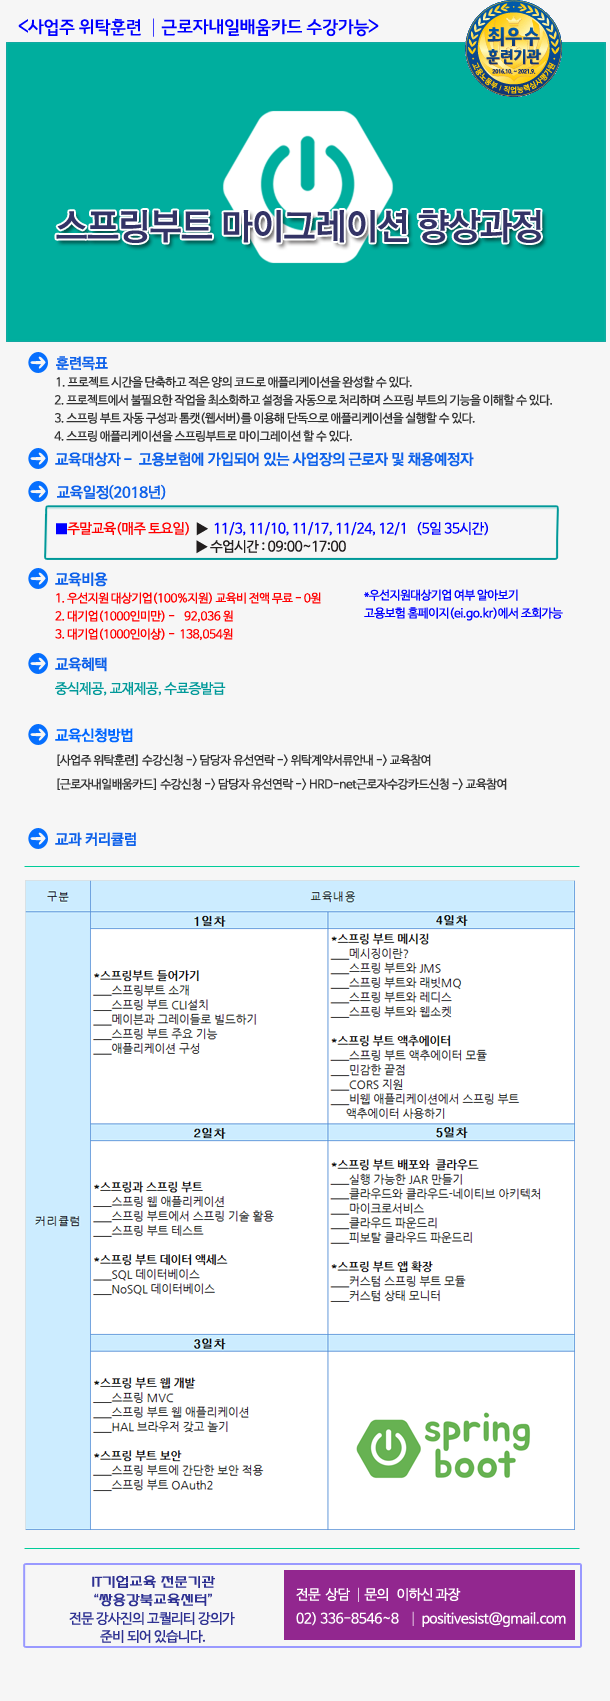 <사업주 위탁훈련 | 근로자내일배움카드 수강가능>
최우수
훈련기관
2016.10. ~ 2021.9.
고용노동부 | 직업능력심사평가원
스프링부트 마이그레이션 향상과정
훈련목표
1. 프로젝트 시간을 단축하고 적은 양의 코드로 애플리케이션을 완성할 수 있다.
2. 프로젝트에서 불필요한 작업을 최소화하고 설정을 자동으로 처리하며 스프링 부트의 기능을 이해할 수 있다.
3. 스프링 부트 자동 구성과 톰캣(웹서버)를 이용해 단독으로 애플리케이션을 실행할 수 있다.
4. 스프링 애플리케이션을 스프링부트로 마이그레이션 할 수 있다.
교육대상자 - 고용보험에 가입되어 있는 사업장의 근로자 및 채용예정자
교육일정(2018년)
■주말교육(매주 토요일) ▶ 11/3, 11/10, 11/17, 11/24, 12/1 (5일 35시간)
▶ 수업시간 : 09:00~17:00
교육비용
1. 우선지원 대상기업(100%지원) 교육비 전액 무료 - 0원
2. 대기업(1000인미만) - 92,036 원
3. 대기업(1000인이상) - 138,054원
*우선지원대상기업 여부 알아보기
고용보험 홈페이지(ei.go.kr)에서 조회가능
교육혜택
중식제공, 교재제공, 수료증발급
교육신청방법
[사업주 위탁훈련] 수강신청 -> 담당자 유선연락 -> 위탁계약서류안내 -> 교육참여
[근로자내일배움카드] 수강신청 -> 담당자 유선연락 -> HRD-net근로자수강카드신청 -> 교육참여
교과 커리큘럼
구분 교육내용
커리큘럼
1일차
*스프링부트 들어가기
___스프링부트 소개
___스프링 부트 CLI설치
___메이븐과 그레이들로 빌드하기
___스프링 부트 주요 기능
___애플리케이션 구성
4일차
*스프링 부트 메시징
___메시징이란?
___스프링 부트와 JMS
___스프링 부트와 래빗MQ
___스프링 부트와 레디스
___스프링 부트와 웹소켓
*스프링 부트 액추에이터
___스프링 부트 액추에이터 모듈
___민감한 끝점
___CORS 지원
___비웹 애플리케이션에서 스프링 부트
액추에이터 사용하기
2일차
*스프링과 스프링 부트
___스프링 웹 애플리케이션
___스프링 부트에서 스프링 기술 활용
___스프링 부트 테스트
*스프링 부트 데이터 액세스
___SQL 데이터베이스
___NoSQL 데이터베이스
5일차
*스프링 부트 배포와 클라우드
___실행 가능한 JAR 만들기
___클라우드와 클라우드-네이티브 아키텍처
___마이크로서비스
___클라우드 파운드리
___피보탈 클라우드 파운드리
*스프링 부트 앱 확장
___커스텀 스프링 부트 모듈
___커스텀 상태 모니터
3일차
*스프링 부트 웹 개발
___스프링 MVC
___스프링 부트 웹 애플리케이션
___HAL 브라우저 갖고 놀기
*스프링 부트 보안
___스프링 부트에 간단한 보안 적용
___스프링 부트 OAuth2
spring
boot
IT기업교육 전문기관
“쌍용강북교육센터”
전문 강사진의 고퀄리티 강의가
준비 되어 있습니다.
전문 상담 | 문의 이하신 과장
02) 336-8546~8 | positivesist@gmail.com